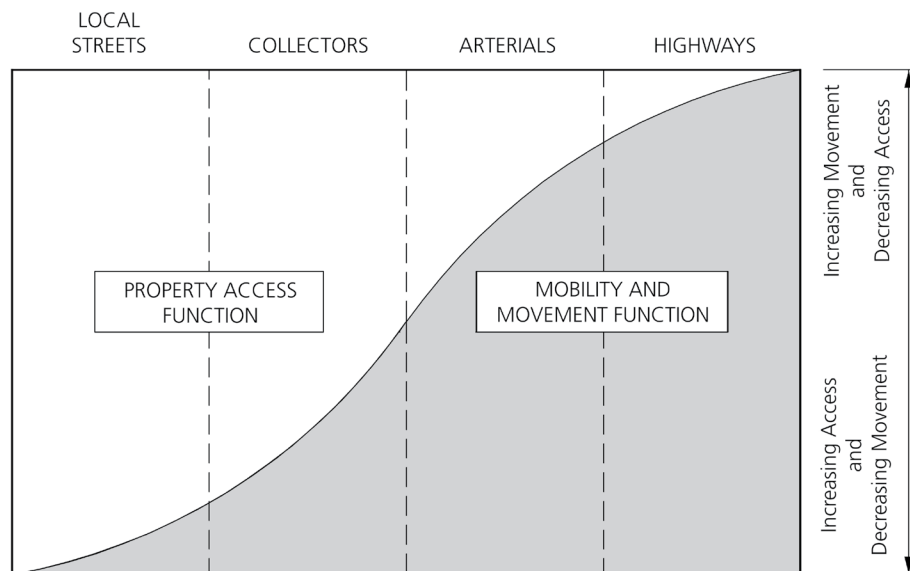 LOCAL
STREETS
COLLECTORS
ARTERIALS
HIGHWAYS
PROPERTY ACCESS
FUNCTION
MOBILITY AND
MOVEMENT FUNCTION
Increasing Movement
and
Decreasing Access
Increasing Access
and
Decreasing Movement